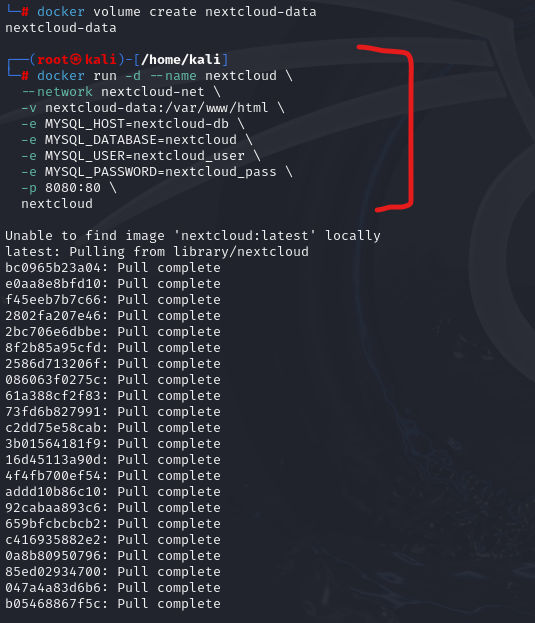 └─# docker volume create nextcloud-data
nextcloud-data
┌──(root㉿kali)-[/home/kali]
└─# docker run -d --name nextcloud \
--network nextcloud-net \
-v nextcloud-data:/var/www/html \
-e MYSQL_HOST=nextcloud-db \
-e MYSQL_DATABASE=nextcloud \
-e MYSQL_USER=nextcloud_user \
-e MYSQL_PASSWORD=nextcloud_pass \
-p 8080:80 \
nextcloud
Unable to find image 'nextcloud:latest' locally
latest: Pulling from library/nextcloud
bc0965b23a04: Pull complete
e0aa8e8bfd10: Pull complete
f45eeb7b7c66: Pull complete
2802fa207e46: Pull complete
2bc706e6dbbe: Pull complete
8f2b85a95cfd: Pull complete
2586d713206f: Pull complete
086063f0275c: Pull complete
61a388cf2f83: Pull complete
73fd6b827991: Pull complete
c2dd75e58cab: Pull complete
3b01564181f9: Pull complete
16d45113a90d: Pull complete
4f4fb700ef54: Pull complete
addd10b86c10: Pull complete
92cabaa893c6: Pull complete
659bfcbcbcb2: Pull complete
c416935882e2: Pull complete
0a8b80950796: Pull complete
85ed02934700: Pull complete
047a4a83d6b6: Pull complete
b05468867f5c: Pull complete